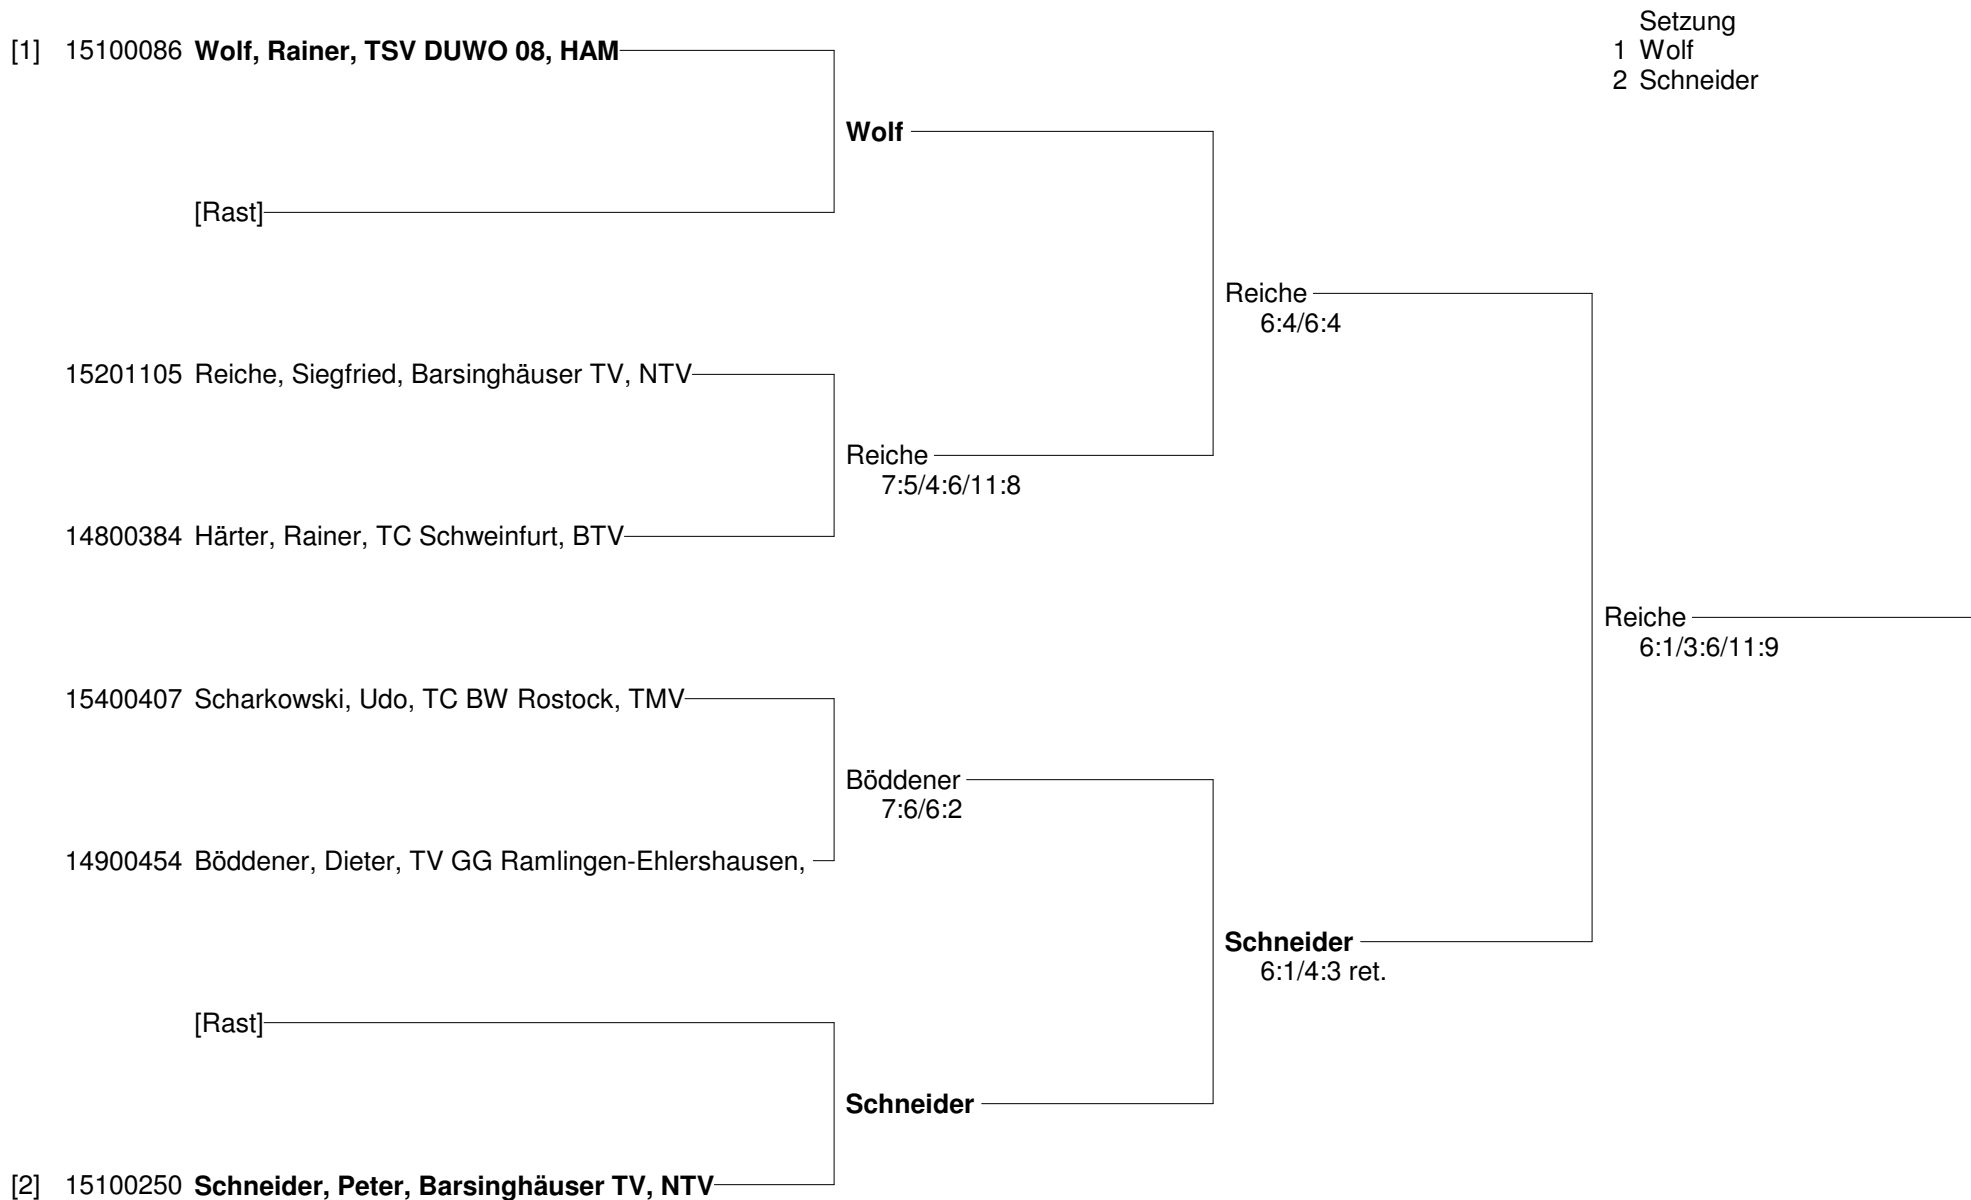 Setzung
1 Wolf
2 Schneider
[1] 15100086 Wolf, Rainer, TSV DUWO 08, HAM
Wolf
[Rast]
Reiche
6:4/6:4
15201105 Reiche, Siegfried, Barsinghäuser TV, NTV
Reiche
7:5/4:6/11:8
14800384 Härter, Rainer, TC Schweinfurt, BTV
Reiche
6:1/3:6/11:9
15400407 Scharkowski, Udo, TC BW Rostock, TMV
Böddener
7:6/6:2
14900454 Böddener, Dieter, TV GG Ramlingen-Ehlershausen,
Schneider
6:1/4:3 ret.
[Rast]
Schneider
[2] 15100250 Schneider, Peter, Barsinghäuser TV, NTV